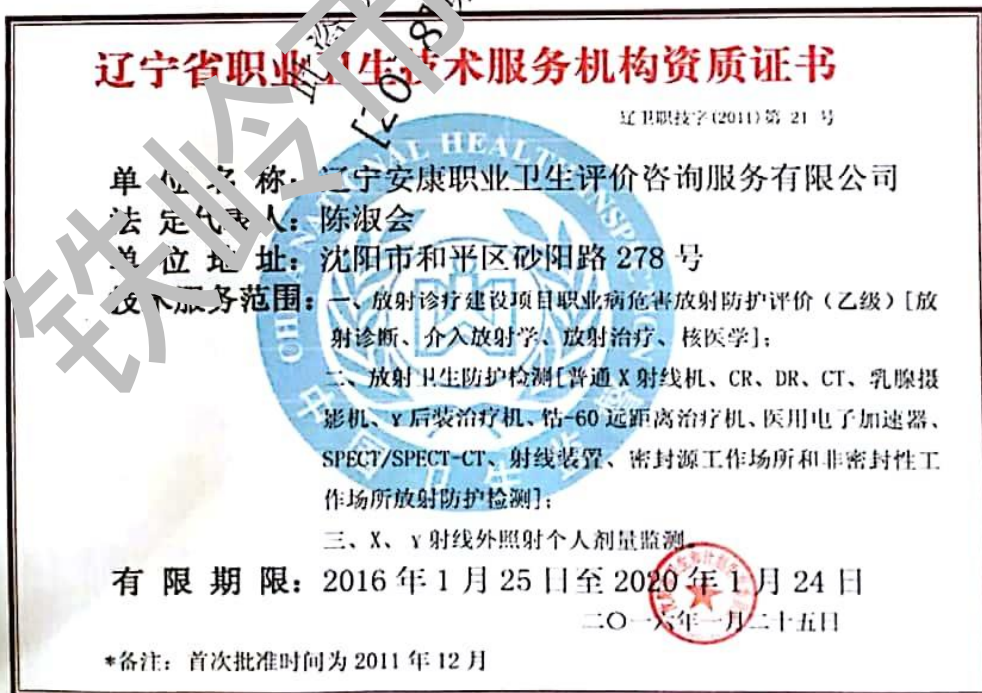 辽宁省职业卫生技术服务机构资质证书
辽卫职技字(2011)第 21 号
单位名称：辽宁安康职业卫生评价咨询服务有限公司
法定代表人：陈淑会
单位地址：沈阳市和平区砂阳路 278 号
技术服务范围：一、放射诊疗建设项目职业病危害放射防护评价（乙级）[放
射诊断、介入放射学、放射治疗、核医学]；
二、放射卫生防护检测[普通 X 射线机、CR、DR、CT、乳腺摄
影机、γ后装治疗机、钴-60 远距离治疗机、医用电子加速器、
SPECT/SPECT-CT、射线装置、密封源工作场所和非密封性工
作场所放射防护检测]；
三、X、γ射线外照射个人剂量监测。
有限期限：2016 年 1 月 25 日至 2020 年 1 月 24 日
二〇一六年一月二十五日
*备注：首次批准时间为 2011 年 12 月
铁岭市
[2018
中国卫生监督